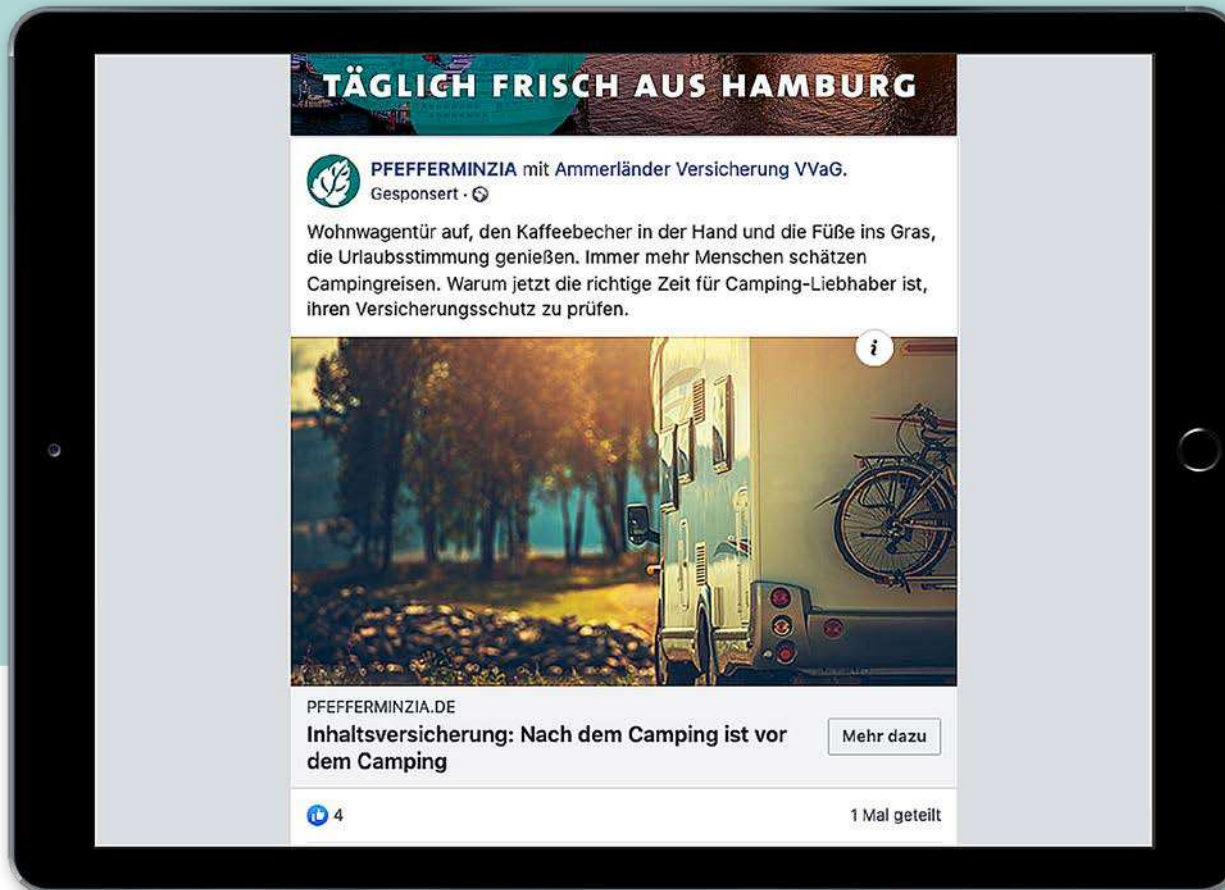 TÄGLICH FRISCH AUS HAMBURG
PFEFFERMINZIA mit Ammerländer Versicherung VVaG.
Gesponsert ·
Wohnwagentür auf, den Kaffeebecher in der Hand und die Füße ins Gras,
die Urlaubsstimmung genießen. Immer mehr Menschen schätzen
Campingreisen. Warum jetzt die richtige Zeit für Camping-Liebhaber ist,
ihren Versicherungsschutz zu prüfen.
i
PFEFFERMINZIA.DE
Inhaltsversicherung: Nach dem Camping ist vor
dem Camping
Mehr dazu
4
1 Mal geteilt